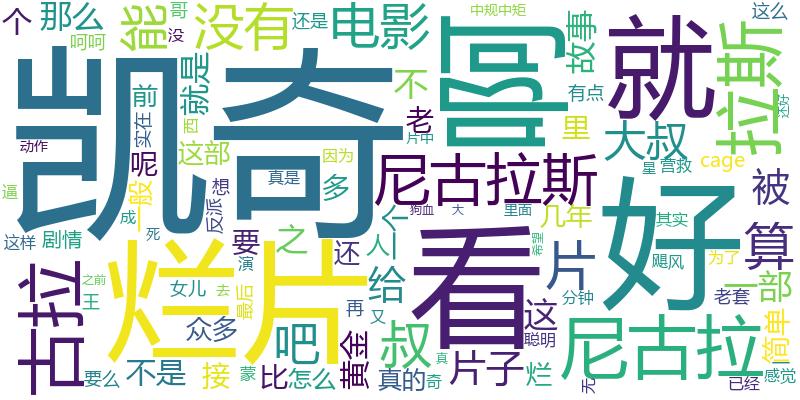 个
那么
能
哥
没有
还是
电影
中规中矩
啊
故事
就
拉斯
这么
还好
呵呵
没
凯奇
就是
前
实在
西
不
老
片中
有点
里
大叔
营救
星
cage
动作
呢
这部
真是
因为
多
尼古拉斯
被
逼
一般
成
死
反派
想
个
狗血
大
里面
几年
希望
好
其实
飓风
为了
算
这样
剧情
要
之
还
人
看
片
一部
古拉
烂片
之前
王
女儿
去
演
最后
给
再
又
这
分钟
老套
简单
众多
吧
叔
聪明
尼古拉
要么
不是
接
蒙
比
怎么
黄金
真的
奇
真
片子
烂
无
已经
感觉